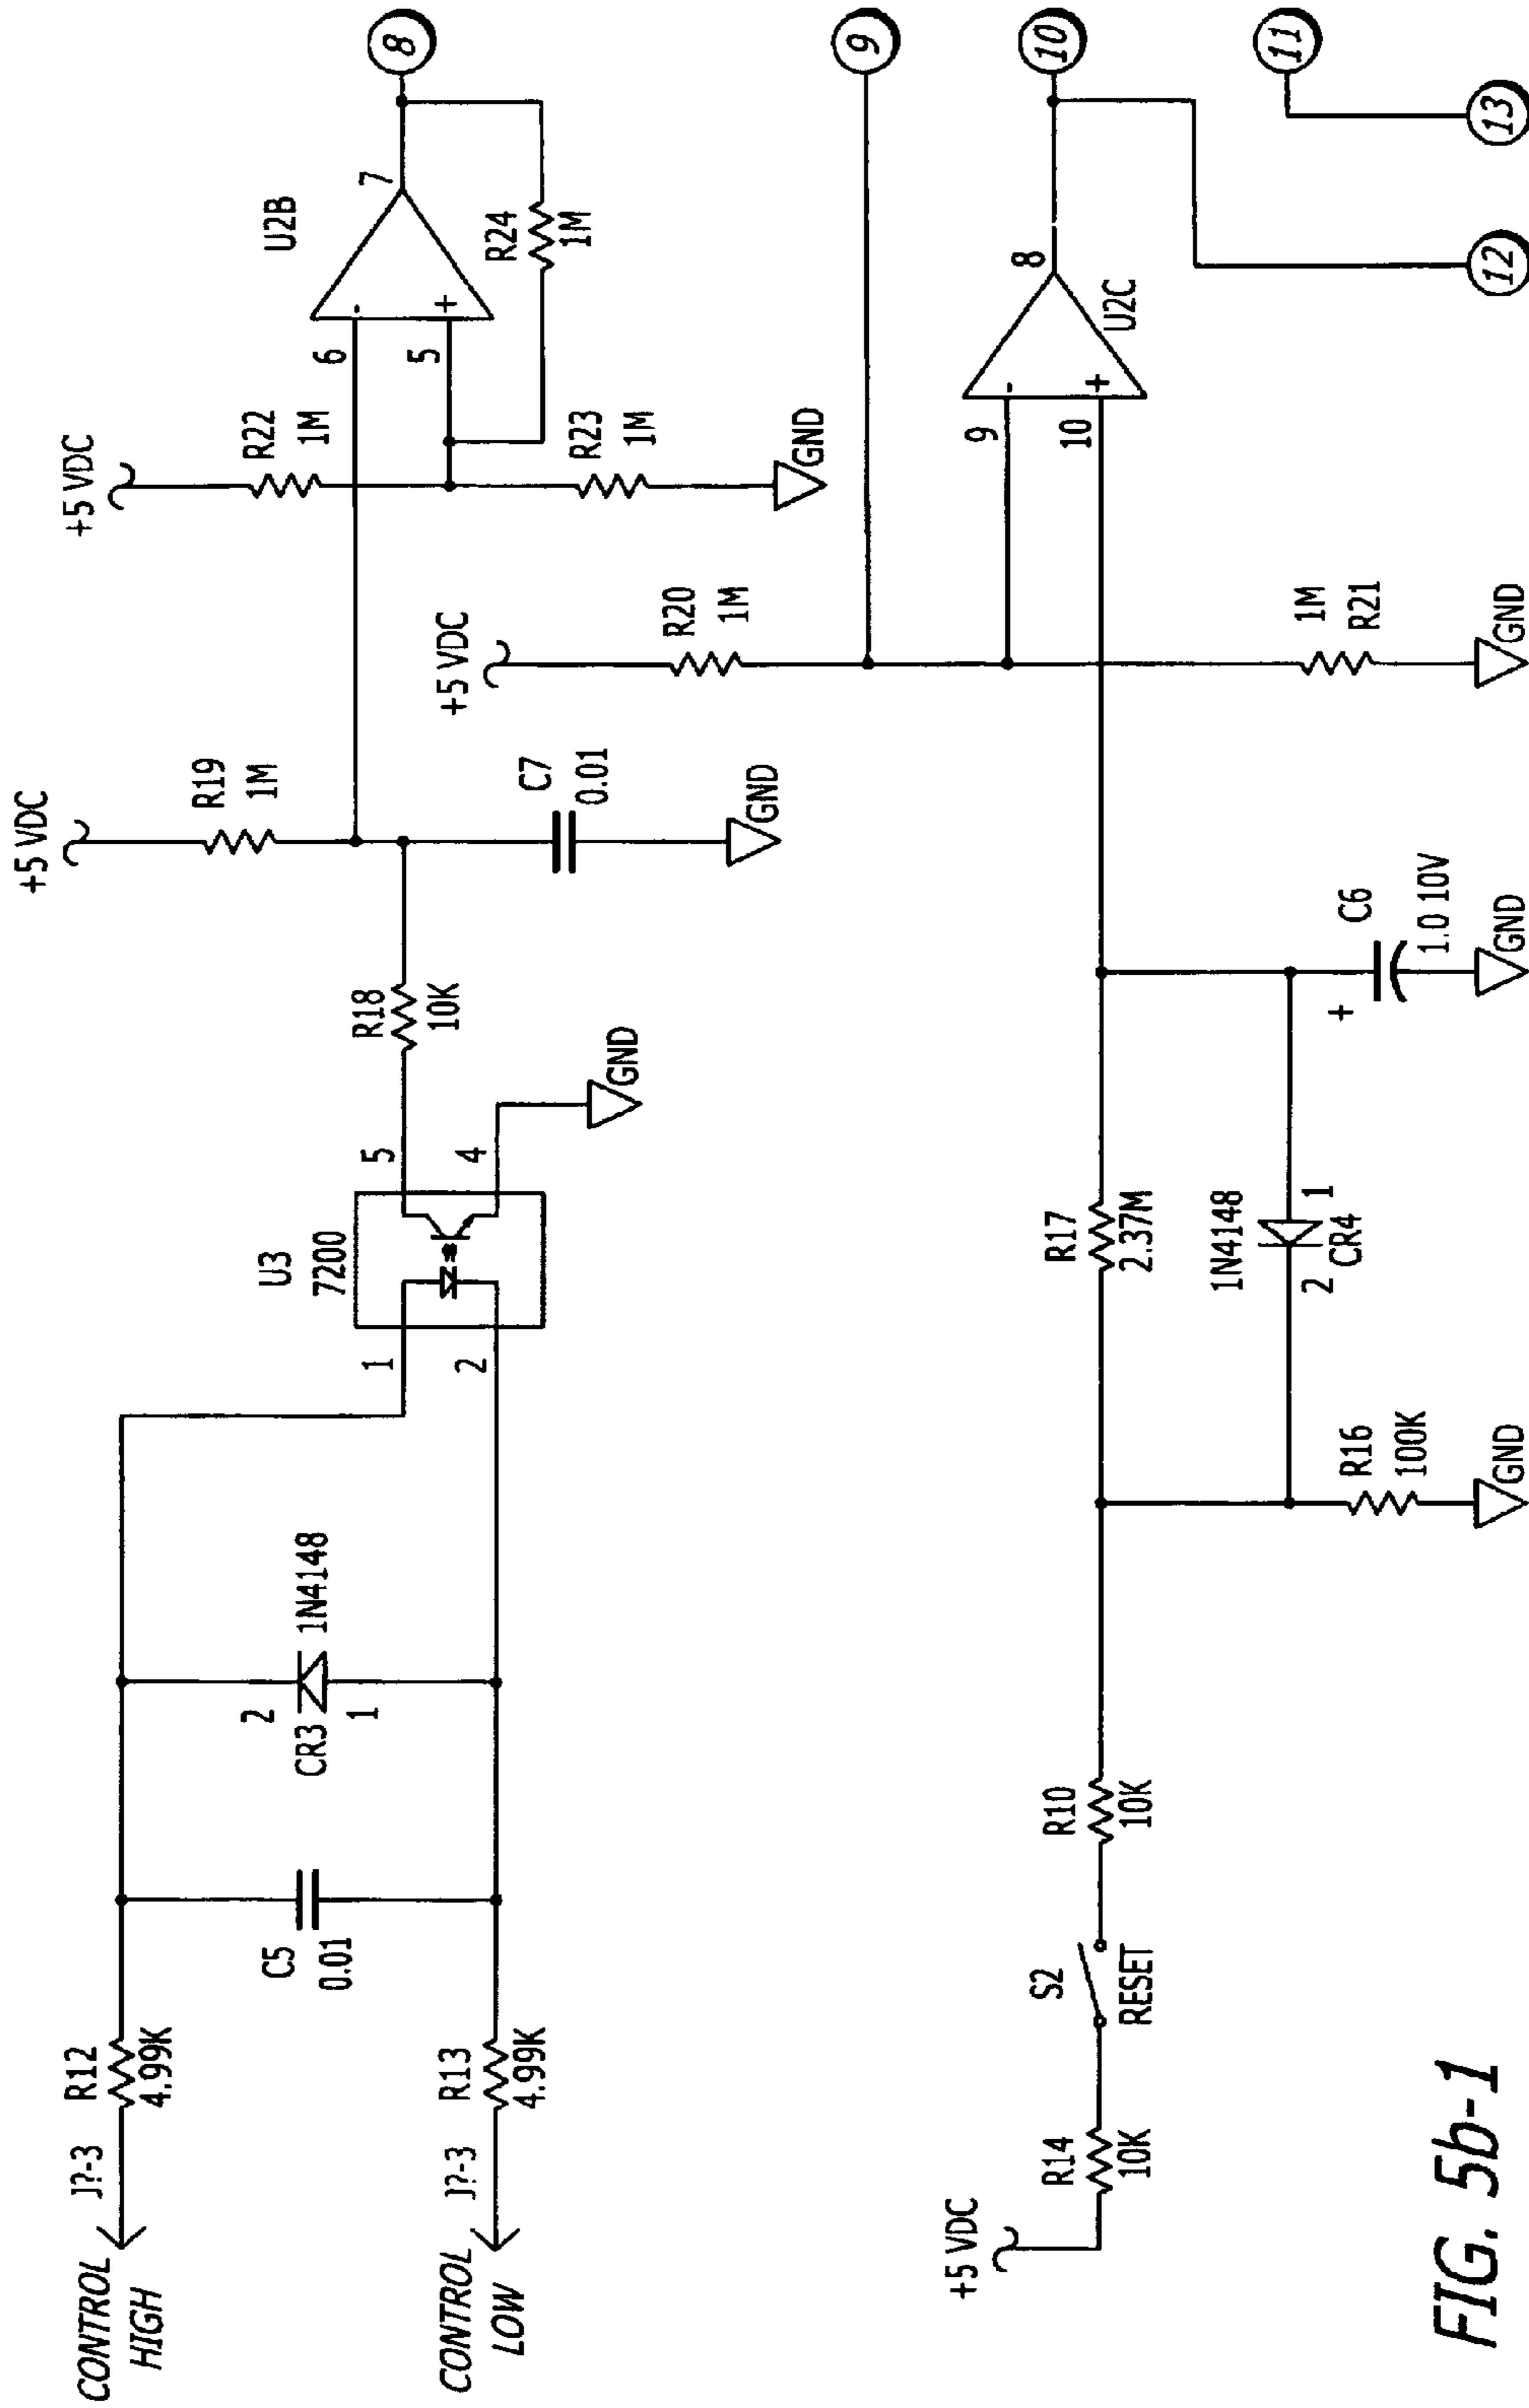 CONTROL
HIGH
J?-3
R12
4.99K
C5
0.01
2
CR3
1
1N4148
CONTROL
LOW
J?-3
R13
4.99K
1
2
U3
7200
5
4
GND
R18
10K
+5 VDC
R19
1M
C7
0.01
GND
+5 VDC
R22
1M
R23
1M
GND
6
5
-
+
U2B
7
R24
1M
8
+5 VDC
R14
10K
S2
RESET
R10
10K
R16
100K
GND
R17
2.37M
1N4148
2
1
CR4
+
C6
1.0 10V
GND
+5 VDC
R20
1M
1M
R21
GND
9
9
10
-
+
U2C
8
10
11
12
13
FIG. 5b-1